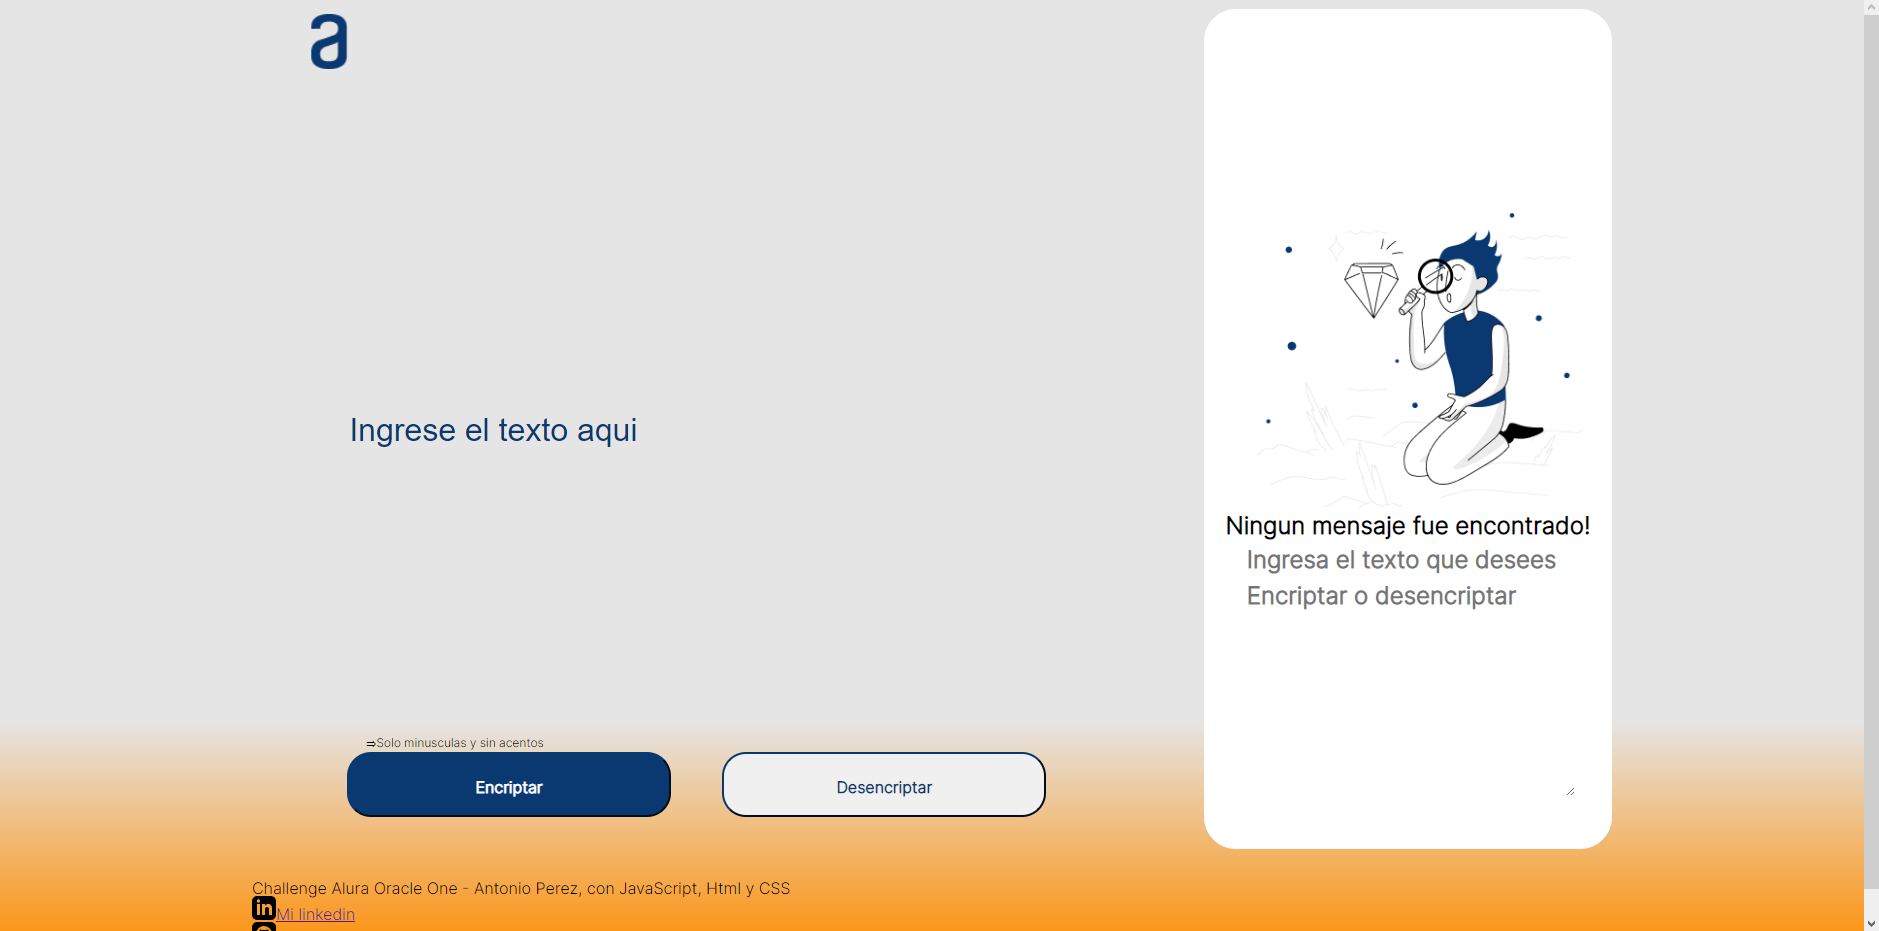 a
Ingrese el texto aqui
Ningun mensaje fue encontrado!
Ingresa el texto que desees
Encriptar o desencriptar
⇒Solo minusculas y sin acentos
Encriptar
Desencriptar
Challenge Alura Oracle One - Antonio Perez, con JavaScript, Html y CSS
in Mi linkedin